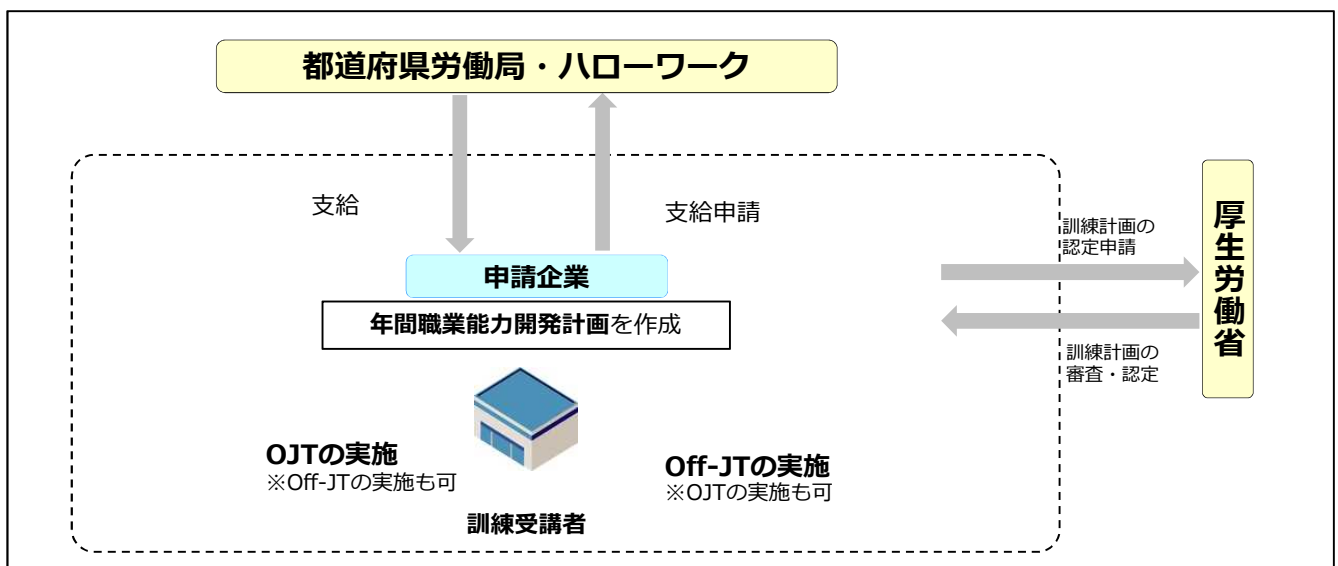 都道府県労働局・ハローワーク
支給
支給申請
申請企業
年間職業能力開発計画を作成
訓練計画の
認定申請
厚生労働省
訓練計画の
審査・認定
OJTの実施
※Off-JTの実施も可
Off-JTの実施
※OJTの実施も可
訓練受講者